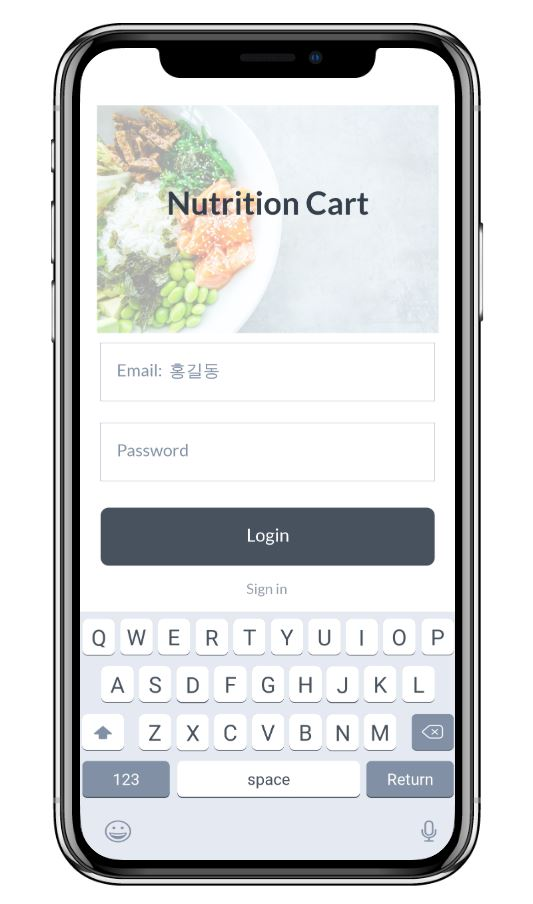 Nutrition Cart
Email: 홍길동
Password
Login
Sign in
Q W E R T Y U I O P
A S D F G H J K L
Z X C V B N M
123 space Return